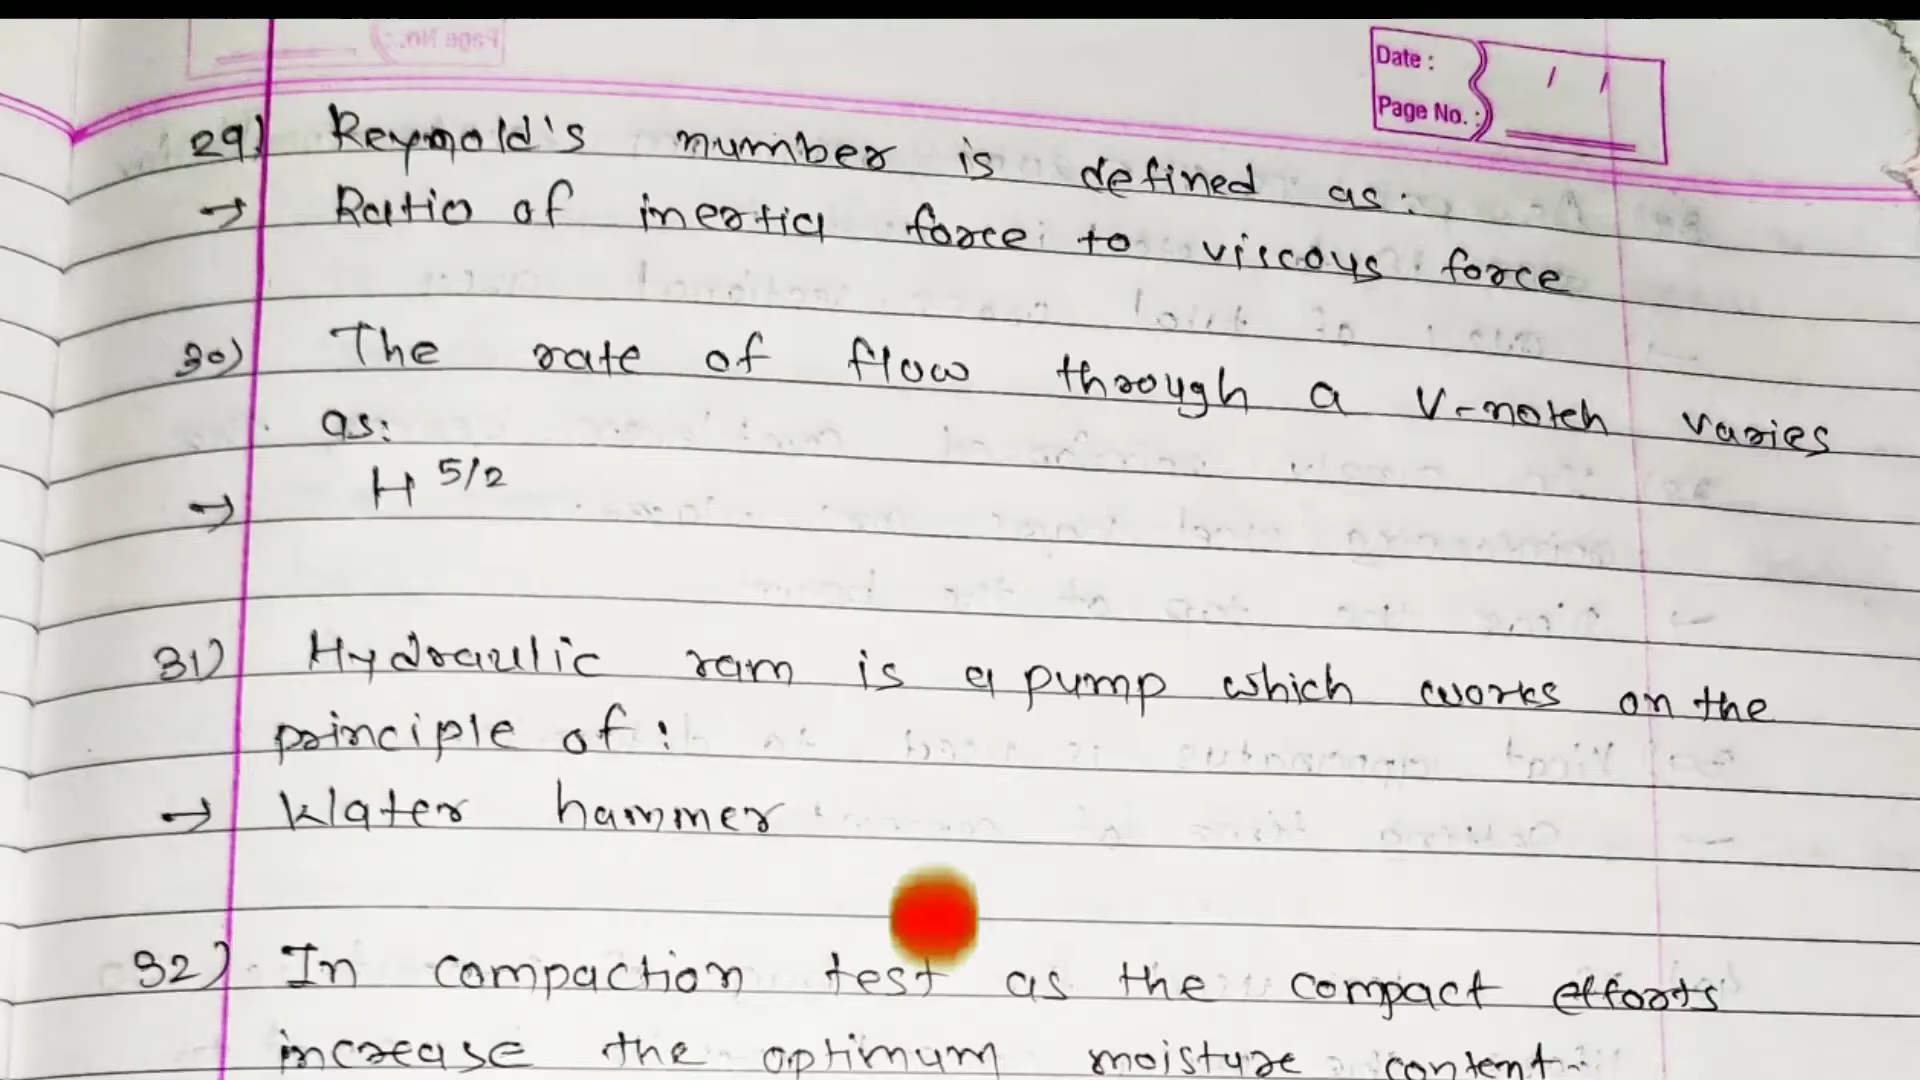 Date :
Page No. :
29) Reynold's number is defined as:
→ Ratio of inertia force to viscous force
30) The rate of flow through a V-notch varies
as:
→ H 5/2
31) Hydraulic ram is a pump which works on the
principle of :
→ Water hammer
32) In compaction test as the compact efforts
increase the optimum moisture content